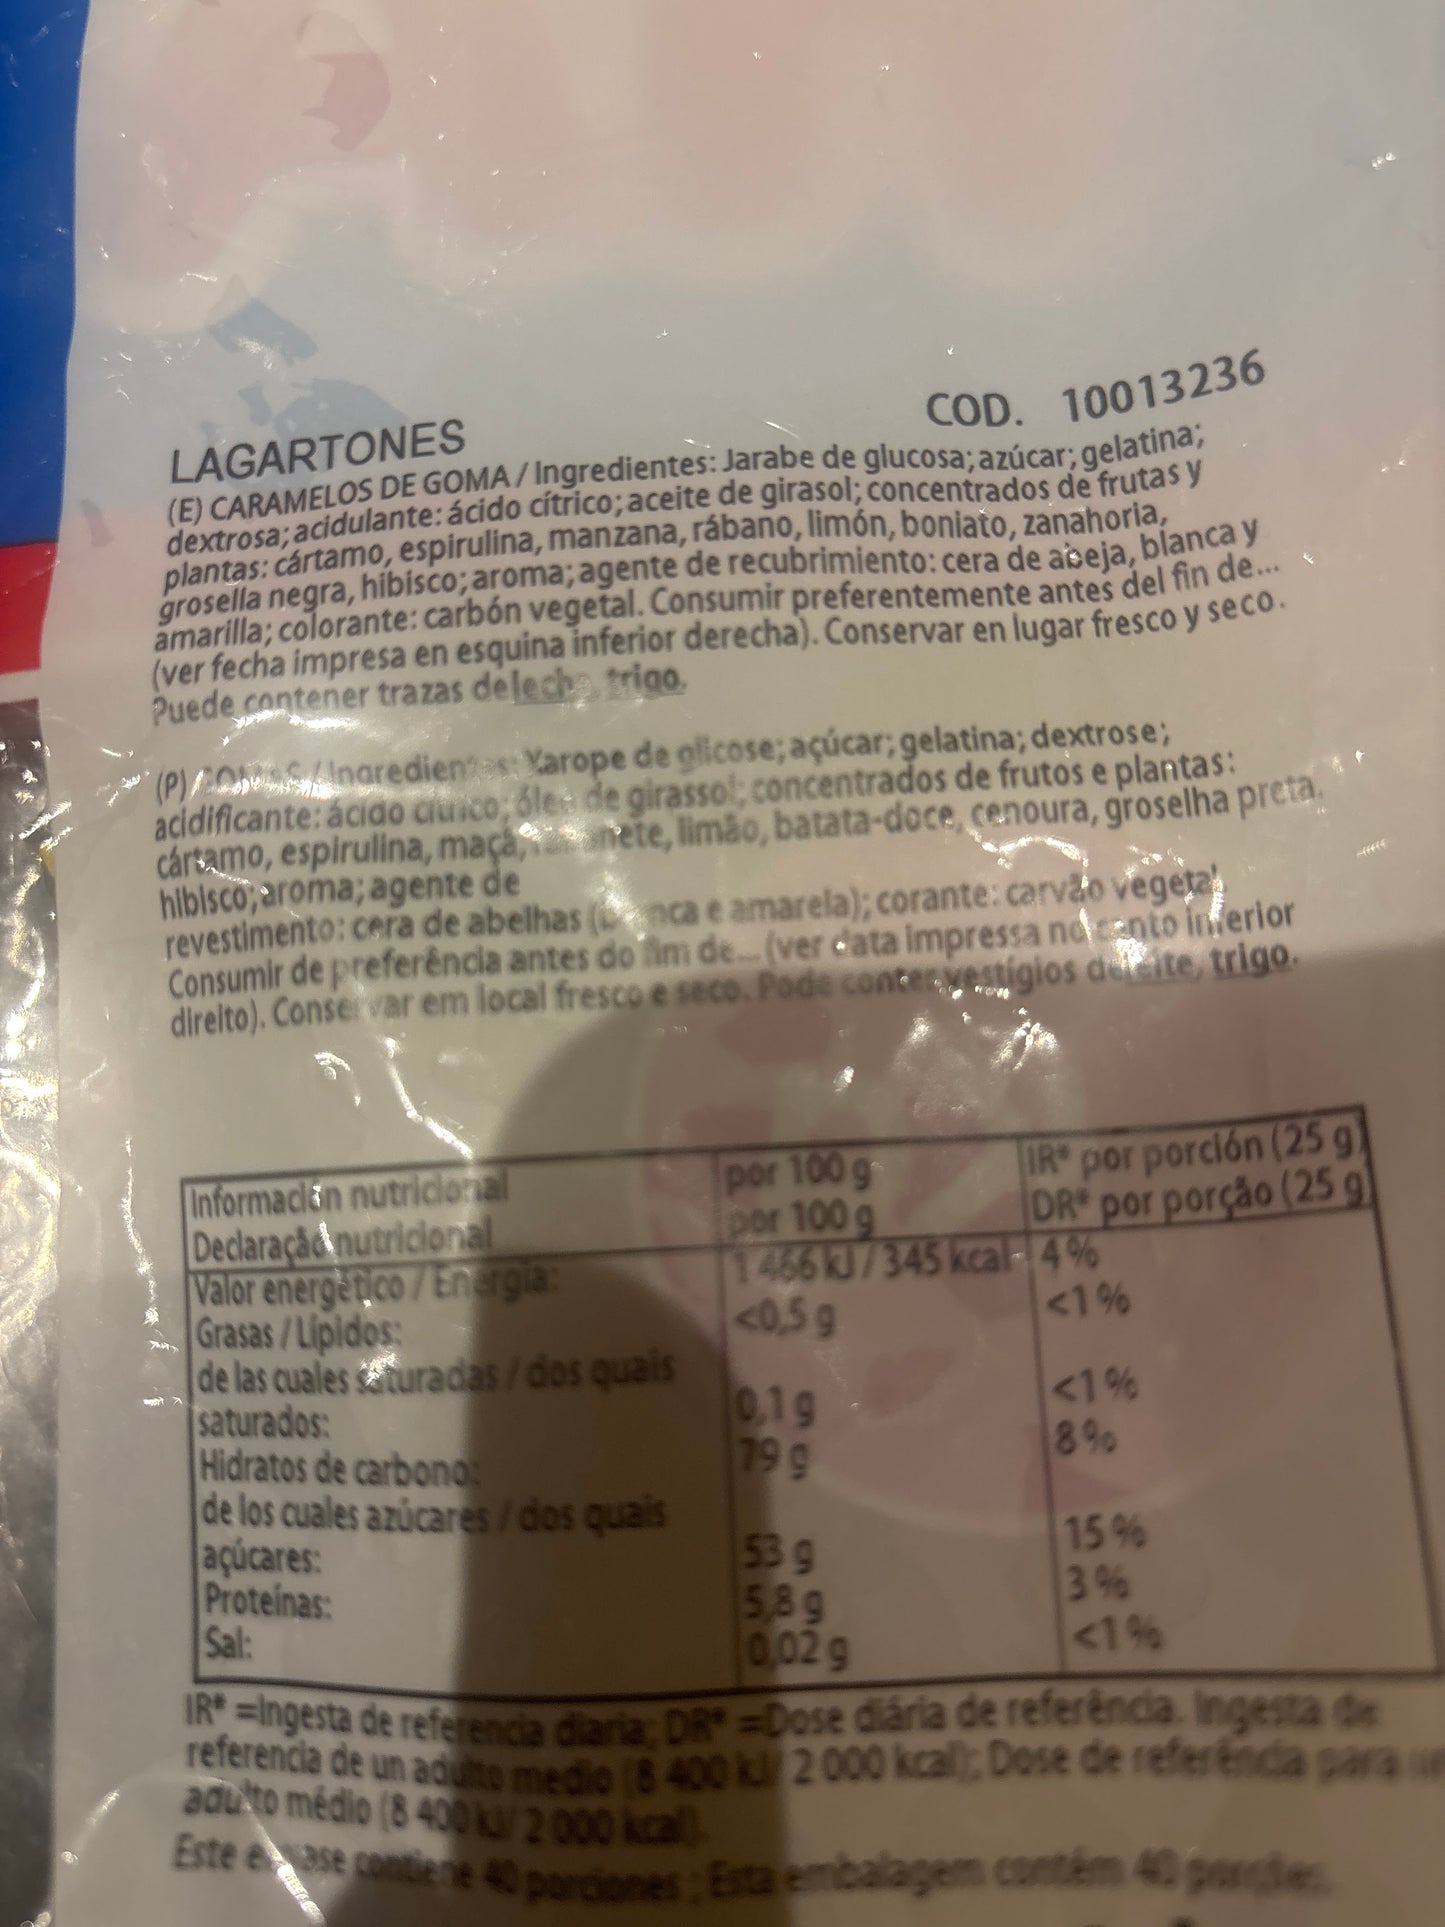 COD. 10013236
LAGARTONES
(E) CARAMELOS DE GOMA / Ingredientes: Jarabe de glucosa; azúcar; gelatina;
dextrosa; acidulante: ácido cítrico; aceite de girasol; concentrados de frutas y
plantas: cártamo, espirulina, manzana, rábano, limón, boniato, zanahoria,
grosella negra, hibisco; aroma; agente de recubrimiento: cera de abeja, blanca y
amarilla; colorante: carbón vegetal. Consumir preferentemente antes del fin de...
(ver fecha impresa en esquina inferior derecha). Conservar en lugar fresco y seco.
Puede contener trazas de leche, trigo.
(P) / Ingredientes: Xarope de glicose; açúcar; gelatina; dextrose;
acidificante: ácido cítrico; óleo de girassol; concentrados de frutos e plantas:
cártamo, espirulina, maçã, limão, batata-doce, cenoura, groselha preta.
hibisco; aroma; agente de
revestimento: cera de abelhas (branca e amarela); corante: carvão vegetal.
Consumir de preferência antes do fim de... (ver data impressa no canto inferior
direito). Conservar em local fresco e seco. Pode conter vestígios de leite, trigo.
Información nutricional por 100 g IR* por porción (25 g)
Declaração nutricional por 100 g DR* por porção (25 g)
Valor energético / Energia: 1 466 kJ / 345 kcal 4 %
Grasas / Lípidos: <0,5 g <1 %
de las cuales saturadas / dos quais
saturados: 0,1 g <1 %
Hidratos de carbono: 79 g 8 %
de los cuales azúcares / dos quais
açúcares: 53 g 15 %
Proteínas: 5,8 g 3 %
Sal: 0,02 g <1 %
IR* =Ingesta de referencia diaria; DR* =Dose diária de referência. Ingesta de
referencia de un adulto medio (8 400 kJ/ 2 000 kcal); Dose de referência para um
adulto médio (8 400 kJ/ 2 000 kcal).
Este envase contiene 40 porciones ; Esta embalagem contém 40 porções.